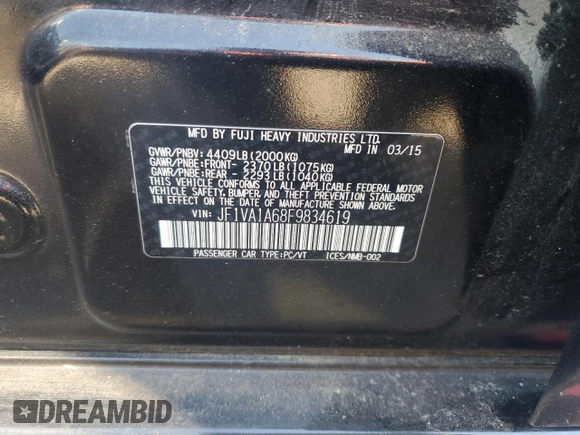 MFD BY FUJI HEAVY INDUSTRIES LTD.
MFD IN 03/15
GVWR/PNBV: 4409LB(2000KG)
GAWR/PNBE:FRONT- 2370LB(1075KG)
GAWR/PNBE:REAR - 2293LB(1040KG)
THIS VEHICLE CONFORMS TO ALL APPLICABLE FEDERAL MOTOR
VEHICLE SAFETY, BUMPER, AND THEFT PREVENTION STANDARDS
IN EFFECT ON THE DATE OF MANUFACTURE SHOWN ABOVE.
VIN: JF1VA1A68F9834619
PASSENGER CAR TYPE:PC/VT ICES/NMB-002
DREAMBID